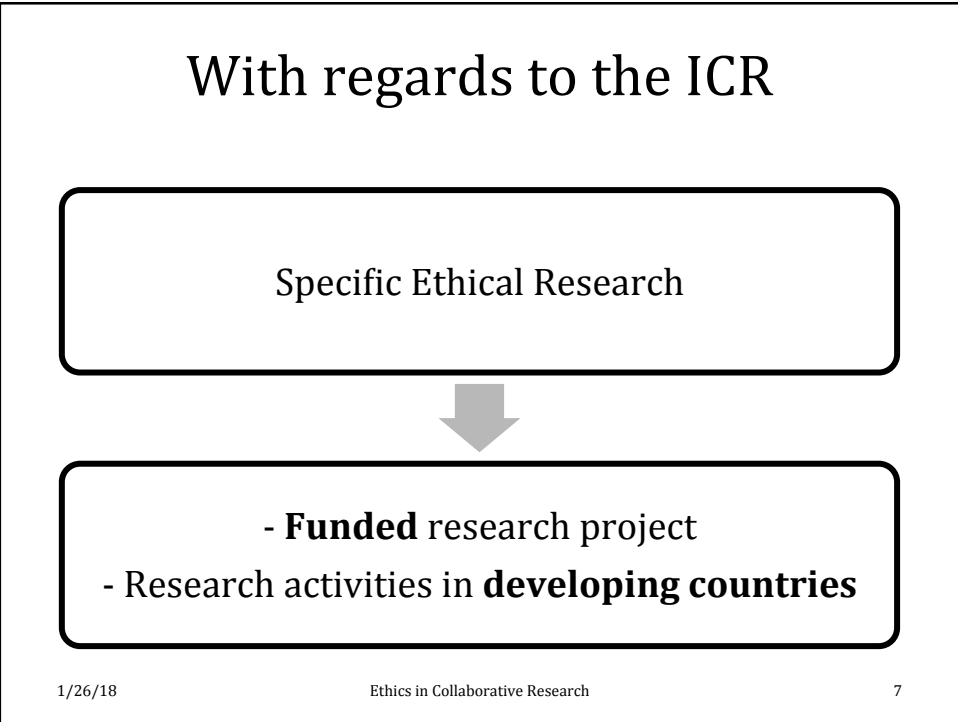 With regards to the ICR
Specific Ethical Research
- Funded research project
- Research activities in developing countries
1/26/18
Ethics in Collaborative Research
7